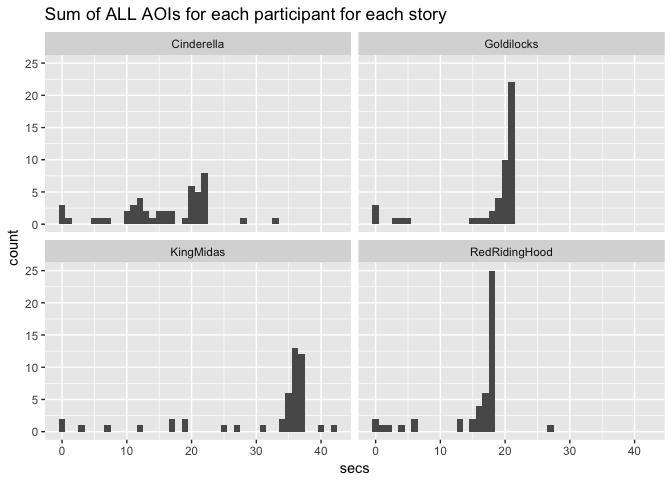 Sum of ALL AOIs for each participant for each story
Cinderella
Goldilocks
25
20
15
10
5
0
KingMidas
RedRidingHood
25
20
15
10
5
0
count
0 10 20 30 40
0 10 20 30 40
secs